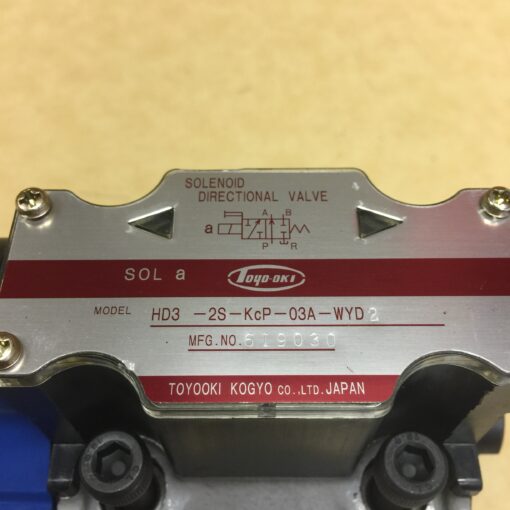 SOLENOID
DIRECTIONAL VALVE
A B
a
P R
SOL a
TOYO-OKI
MODEL HD3 -2S-KcP-03A-WYD2
MFG.NO. 619030
TOYOOKI KOGYO CO.,LTD. JAPAN